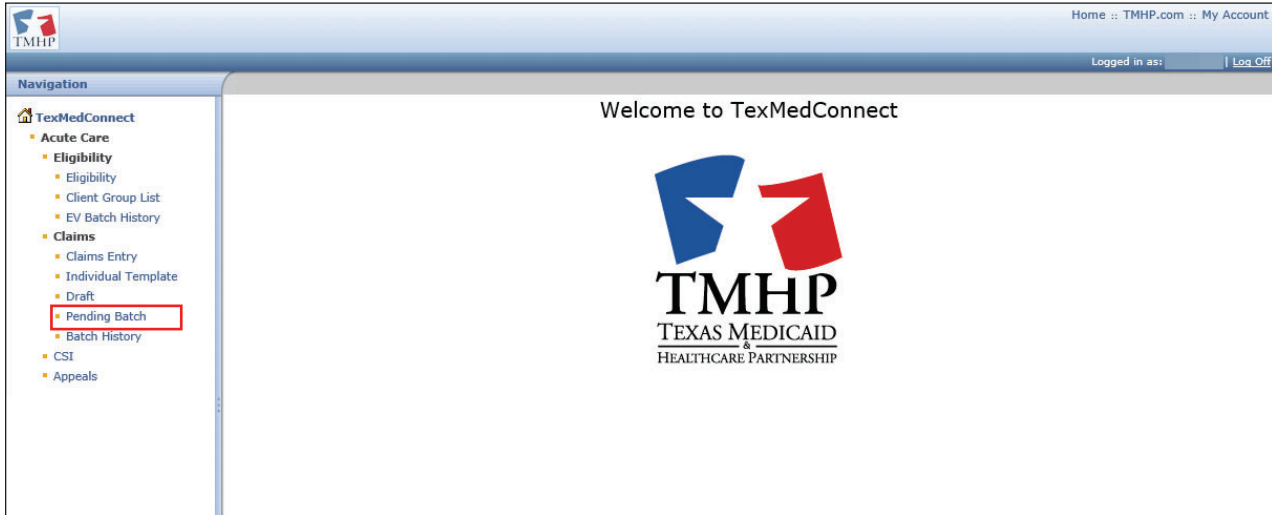 TMHP
Home :: TMHP.com :: My Account
Logged in as: | Log Off
Navigation
TexMedConnect
Acute Care
Eligibility
Eligibility
Client Group List
EV Batch History
Claims
Claims Entry
Individual Template
Draft
Pending Batch
Batch History
CSI
Appeals
Welcome to TexMedConnect
TMHP
TEXAS MEDICAID
&
HEALTHCARE PARTNERSHIP